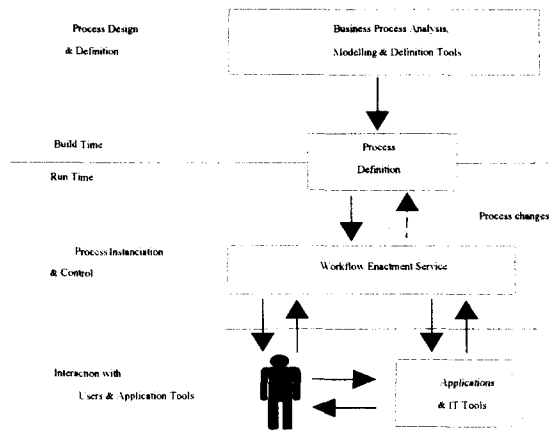 Process Design
& Definition
Business Process Analysis,
Modelling & Definition Tools
Build Time
Process
Definition
Run Time
Process changes
Process Instanciation
& Control
Workflow Enactment Service
Interaction with
Users & Application Tools
Applications
& IT Tools